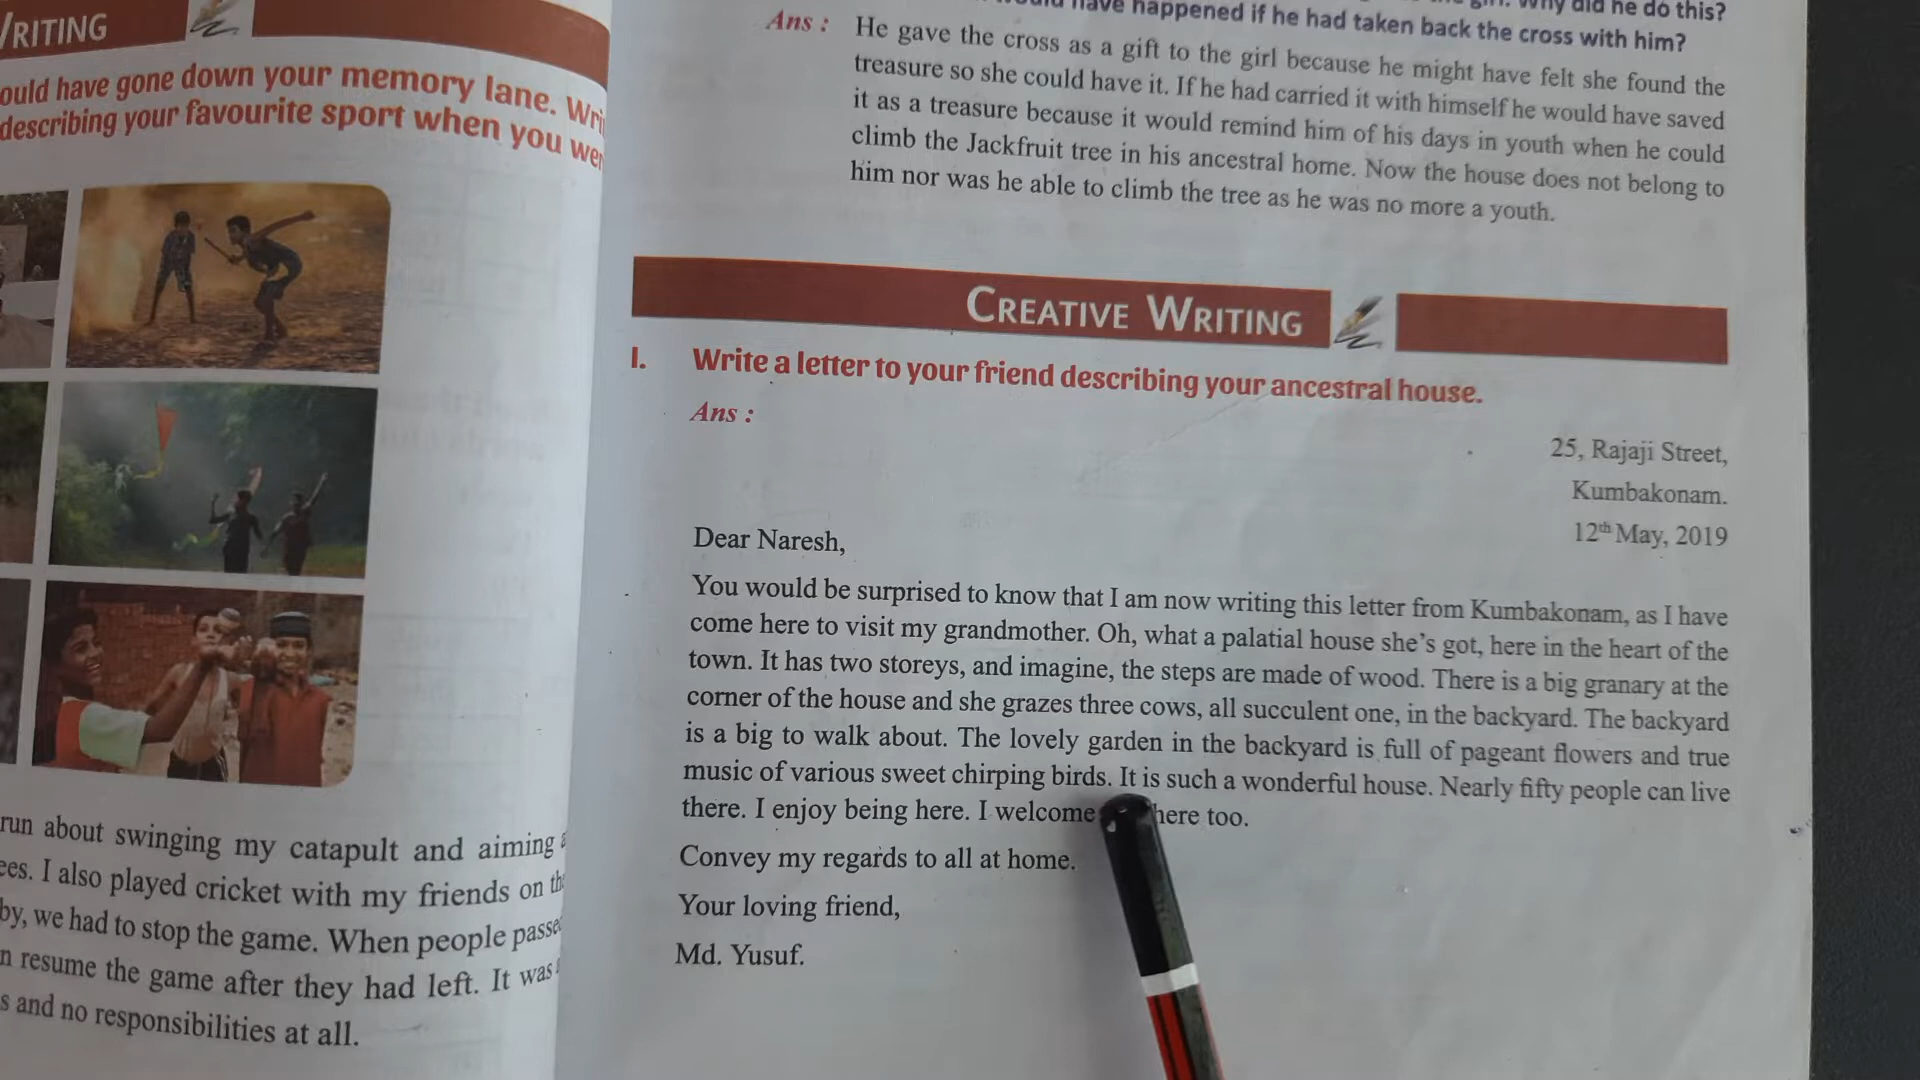 WRITING
ould have gone down your memory lane. Wri
describing your favourite sport when you wer
run about swinging my catapult and aiming a
ees. I also played cricket with my friends on th
by, we had to stop the game. When people passe
n resume the game after they had left. It was
s and no responsibilities at all.
Why did he do this?
have happened if he had taken back the cross with him?
Ans : He gave the cross as a gift to the girl because he might have felt she found the
treasure so she could have it. If he had carried it with himself he would have saved
it as a treasure because it would remind him of his days in youth when he could
climb the Jackfruit tree in his ancestral home. Now the house does not belong to
him nor was he able to climb the tree as he was no more a youth.
CREATIVE WRITING
I. Write a letter to your friend describing your ancestral house.
Ans :
25, Rajaji Street,
Kumbakonam.
12th May, 2019
Dear Naresh,
You would be surprised to know that I am now writing this letter from Kumbakonam, as I have
come here to visit my grandmother. Oh, what a palatial house she's got, here in the heart of the
town. It has two storeys, and imagine, the steps are made of wood. There is a big granary at the
corner of the house and she grazes three cows, all succulent one, in the backyard. The backyard
is a big to walk about. The lovely garden in the backyard is full of pageant flowers and true
music of various sweet chirping birds. It is such a wonderful house. Nearly fifty people can live
there. I enjoy being here. I welcome here too.
Convey my regards to all at home.
Your loving friend,
Md. Yusuf.